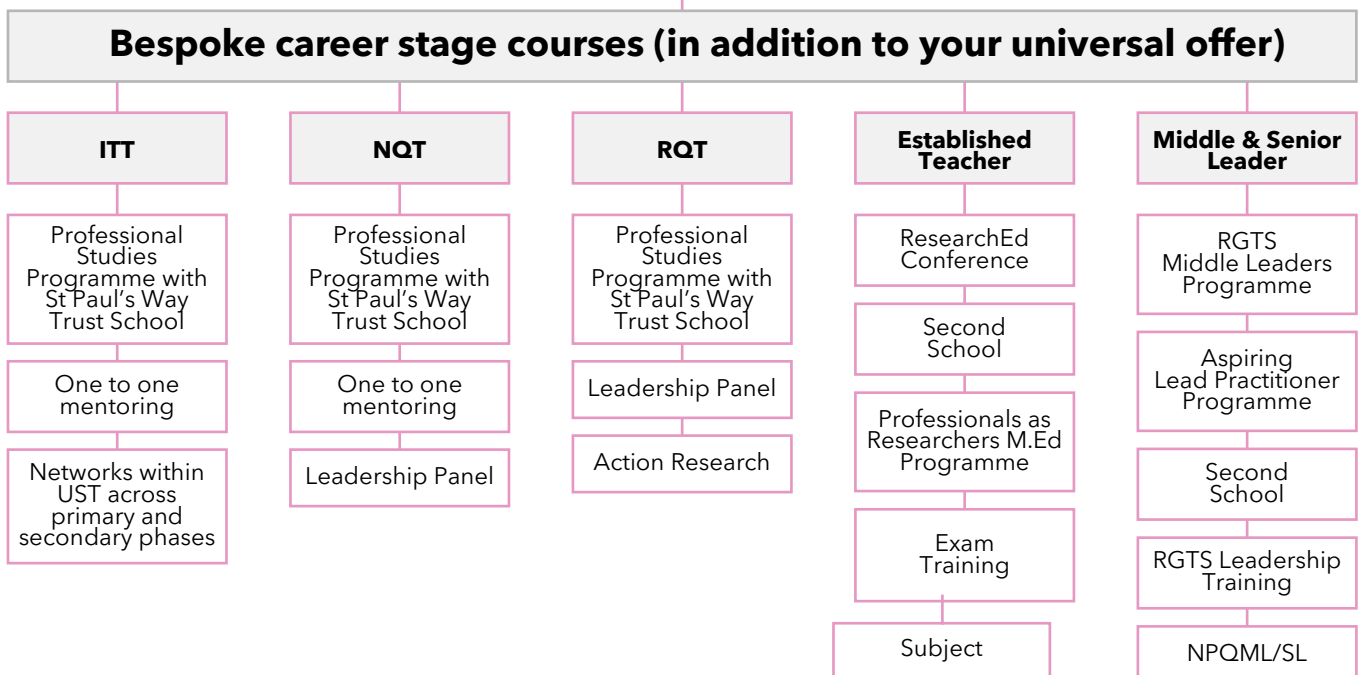 Bespoke career stage courses (in addition to your universal offer)
ITT
Professional
Studies
Programme with
St Paul's Way
Trust School
One to one
mentoring
Networks within
UST across
primary and
secondary phases
NQT
Professional
Studies
Programme with
St Paul's Way
Trust School
One to one
mentoring
Leadership Panel
RQT
Professional
Studies
Programme with
St Paul's Way
Trust School
Leadership Panel
Action Research
Established
Teacher
ResearchEd
Conference
Second
School
Professionals as
Researchers M.Ed
Programme
Exam
Training
Subject
Middle & Senior
Leader
RGTS
Middle Leaders
Programme
Aspiring
Lead Practitioner
Programme
Second
School
RGTS Leadership
Training
NPQML/SL